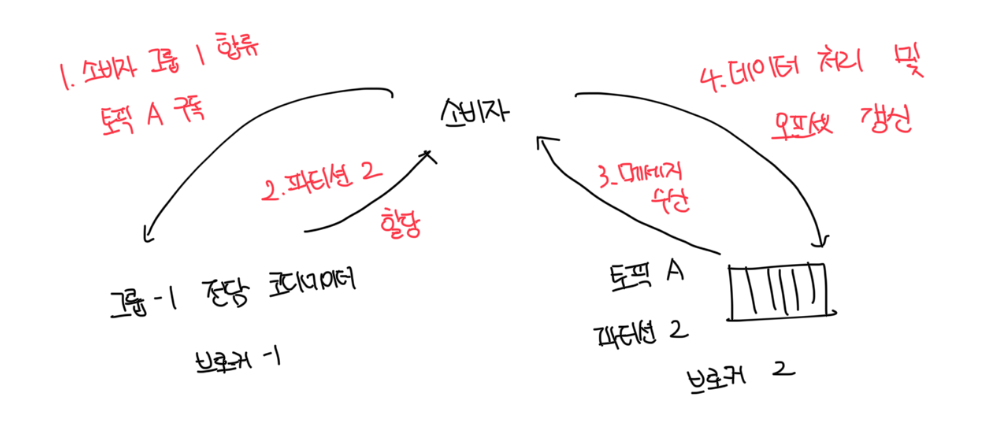 1. 소비자 그룹 1 합류
토픽 A 구독
소비자
2. 파티션 2
할당
3. 메세지
수신
4. 데이터 처리 및
오프셋 갱신
그룹-1 전담 코디네이터
브로커-1
토픽 A
파티션 2
브로커 2